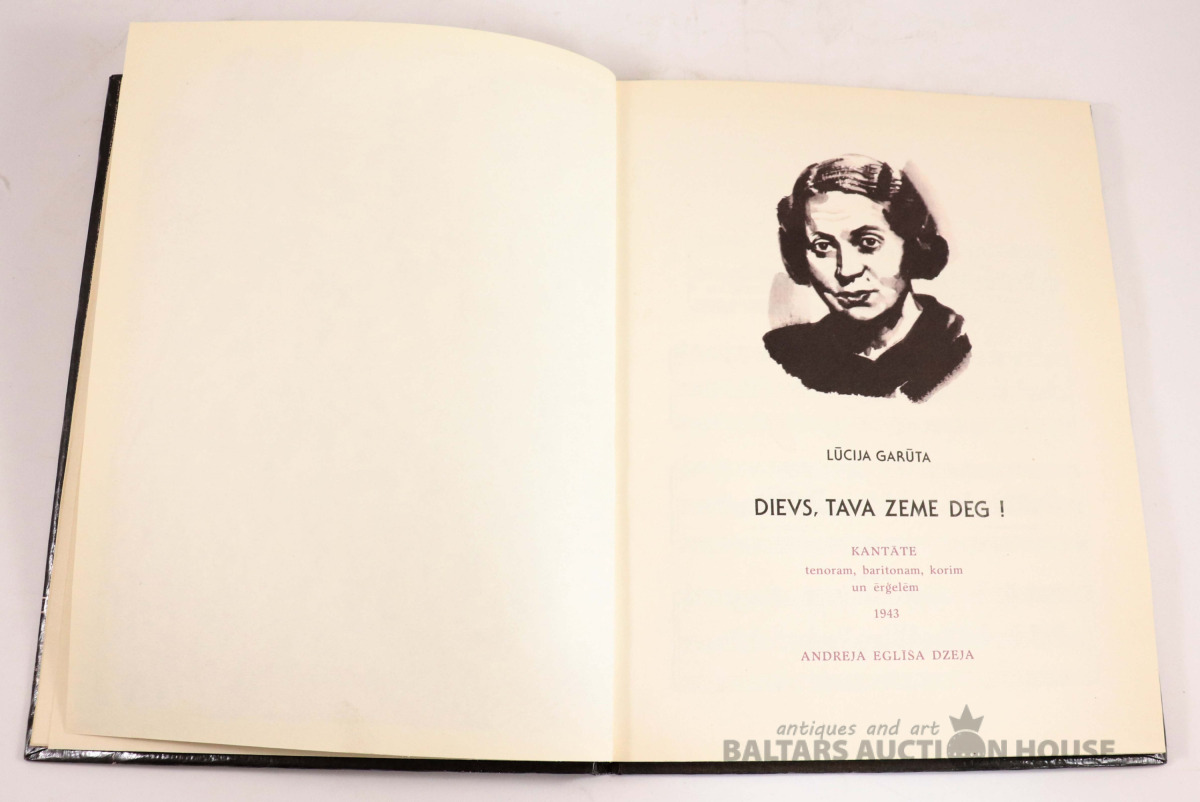 LŪCIJA GARŪTA
DIEVS, TAVA ZEME DEG !
KANTĀTE
tenoram, baritonam, korim
un ērģelēm
1943
ANDREJA EGLĪŠA DZEJA
antiques and art
BALTARS AUCTION HOUSE